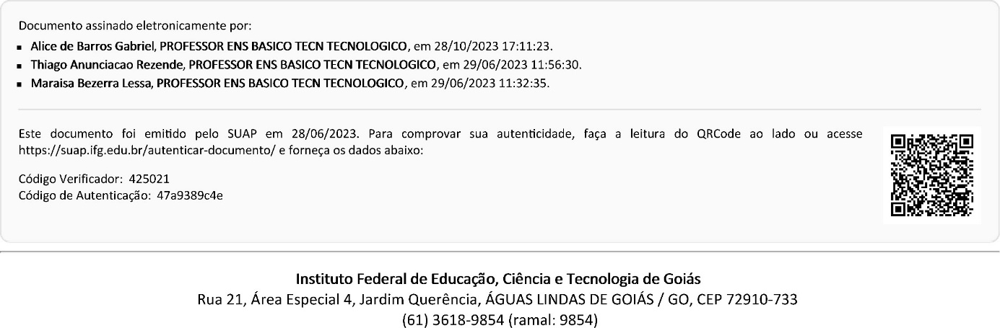 Documento assinado eletronicamente por:
▪ Alice de Barros Gabriel, PROFESSOR ENS BASICO TECN TECNOLOGICO, em 28/10/2023 17:11:23.
▪ Thiago Anunciacao Rezende, PROFESSOR ENS BASICO TECN TECNOLOGICO, em 29/06/2023 11:56:30.
▪ Maraisa Bezerra Lessa, PROFESSOR ENS BASICO TECN TECNOLOGICO, em 29/06/2023 11:32:35.
Este documento foi emitido pelo SUAP em 28/06/2023. Para comprovar sua autenticidade, faça a leitura do QRCode ao lado ou acesse
https://suap.ifg.edu.br/autenticar-documento/ e forneça os dados abaixo:
Código Verificador: 425021
Código de Autenticação: 47a9389c4e
Instituto Federal de Educação, Ciência e Tecnologia de Goiás
Rua 21, Área Especial 4, Jardim Querência, ÁGUAS LINDAS DE GOIÁS / GO, CEP 72910-733
(61) 3618-9854 (ramal: 9854)